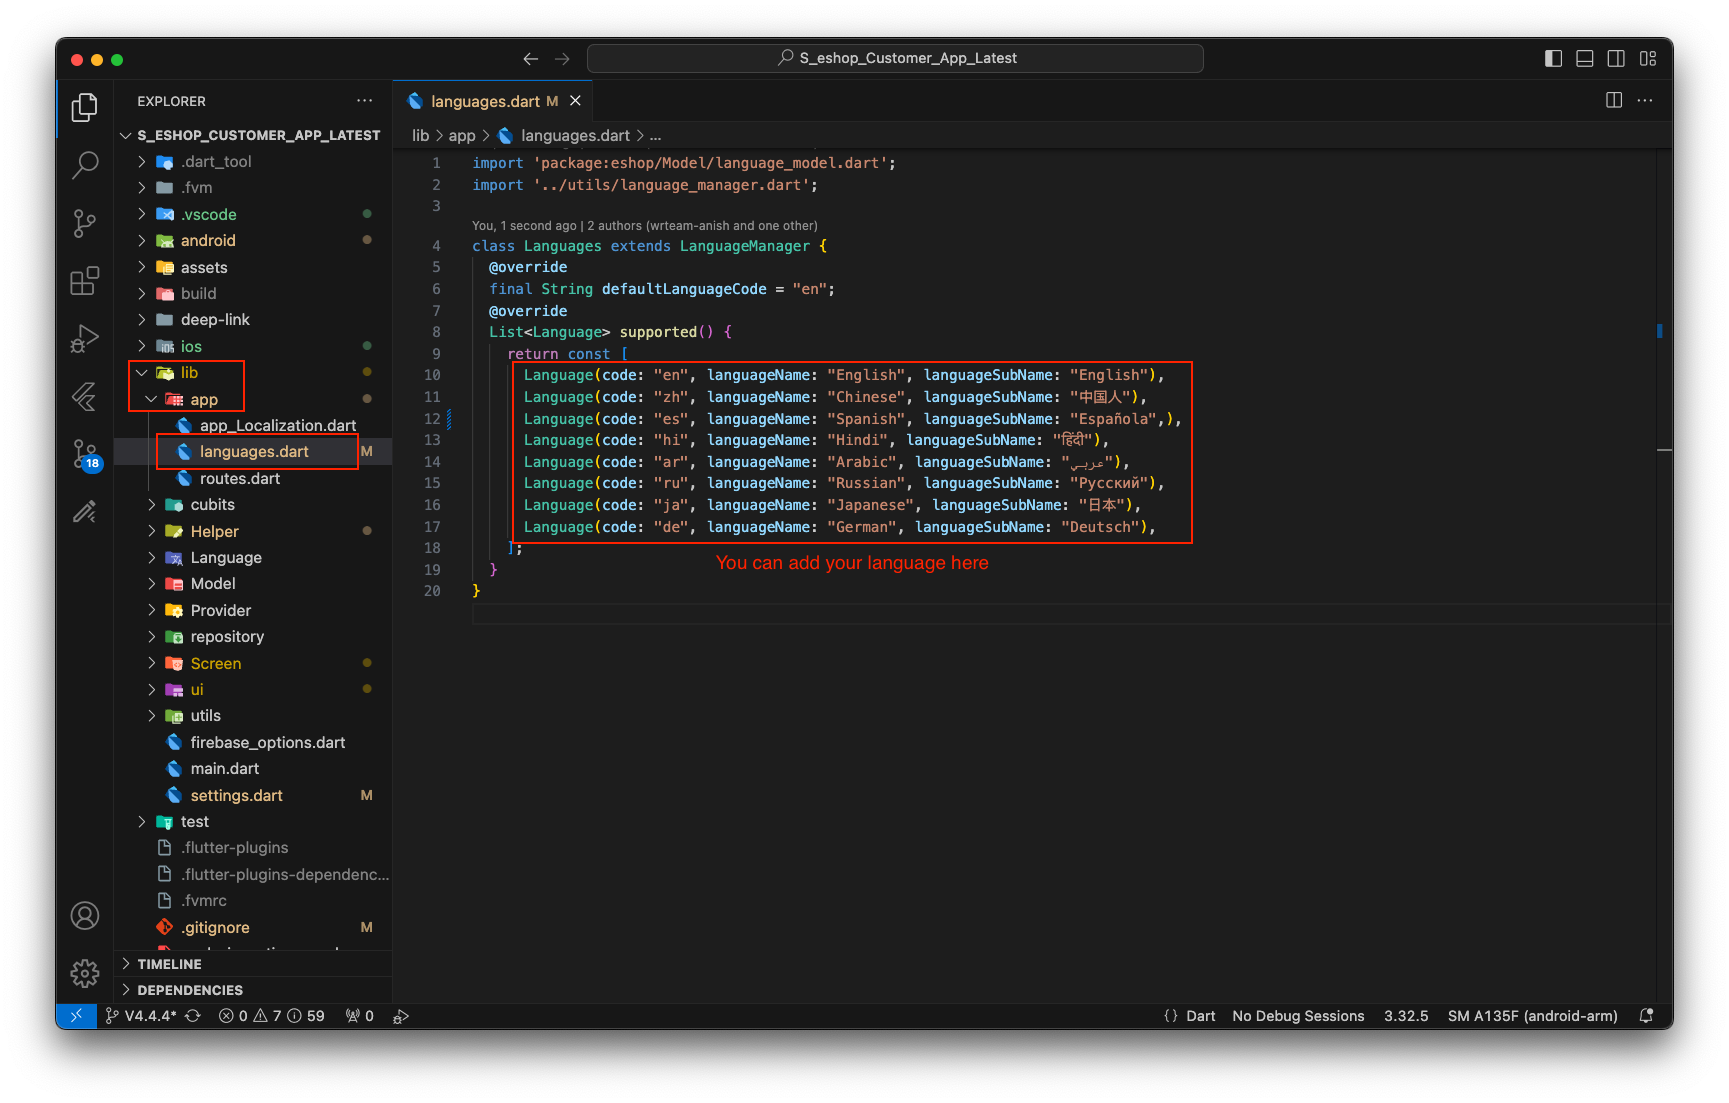 S_eshop_Customer_App_Latest
EXPLORER
S_ESHOP_CUSTOMER_APP_LATEST
.dart_tool
.fvm
.vscode
android
assets
build
deep-link
ios
lib
app
app_Localization.dart
languages.dart M
routes.dart
cubits
Helper
Language
Model
Provider
repository
Screen
ui
utils
firebase_options.dart
main.dart
settings.dart M
test
.flutter-plugins
.flutter-plugins-dependenc...
.fvmrc
.gitignore M
TIMELINE
DEPENDENCIES
18
languages.dart M
lib > app > languages.dart > ...
1 import 'package:eshop/Model/language_model.dart';
2 import '../utils/language_manager.dart';
3
You, 1 second ago | 2 authors (wrteam-anish and one other)
4 class Languages extends LanguageManager {
5 @override
6 final String defaultLanguageCode = "en";
7 @override
8 List<Language> supported() {
9 return const [
10 Language(code: "en", languageName: "English", languageSubName: "English"),
11 Language(code: "zh", languageName: "Chinese", languageSubName: "中国人"),
12 Language(code: "es", languageName: "Spanish", languageSubName: "Española",),
13 Language(code: "hi", languageName: "Hindi", languageSubName: "हिंदी"),
14 Language(code: "ar", languageName: "Arabic", languageSubName: "عربي"),
15 Language(code: "ru", languageName: "Russian", languageSubName: "Русский"),
16 Language(code: "ja", languageName: "Japanese", languageSubName: "日本"),
17 Language(code: "de", languageName: "German", languageSubName: "Deutsch"),
18 ];
You can add your language here
19 }
20 }
V4.4.4* 0 7 59 0
{} Dart No Debug Sessions 3.32.5 SM A135F (android-arm)